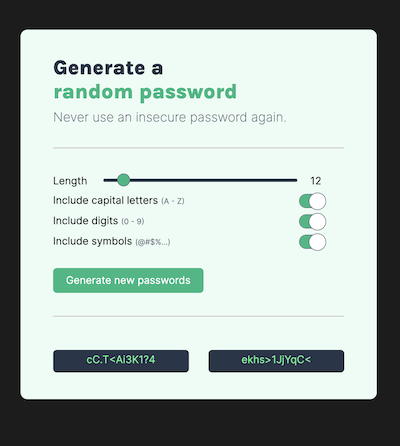 Generate a
random password
Never use an insecure password again.
Length 12
Include capital letters (A - Z)
Include digits (0 - 9)
Include symbols (@#$%...)
Generate new passwords
cC.T<Ai3K1?4 ekhs>1JjYqC<